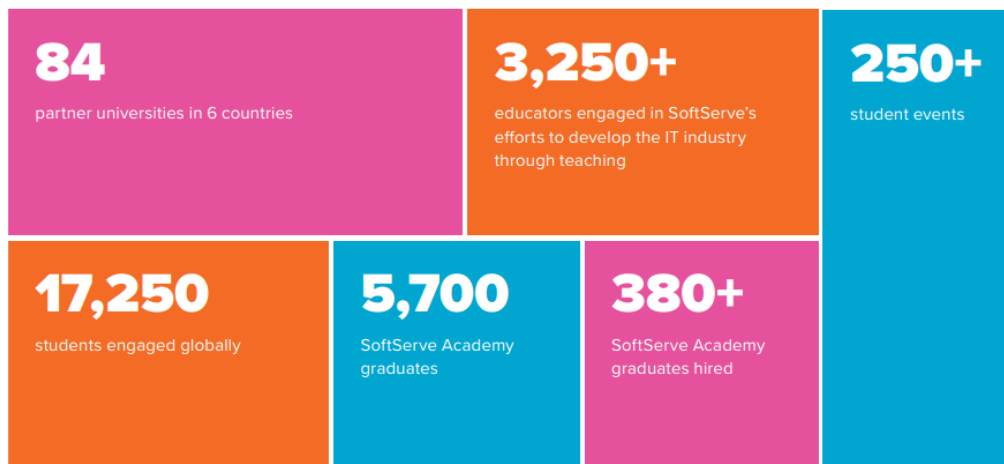 84
partner universities in 6 countries
3,250+
educators engaged in SoftServe's
efforts to develop the IT industry
through teaching
250+
student events
17,250
students engaged globally
5,700
SoftServe Academy
graduates
380+
SoftServe Academy
graduates hired